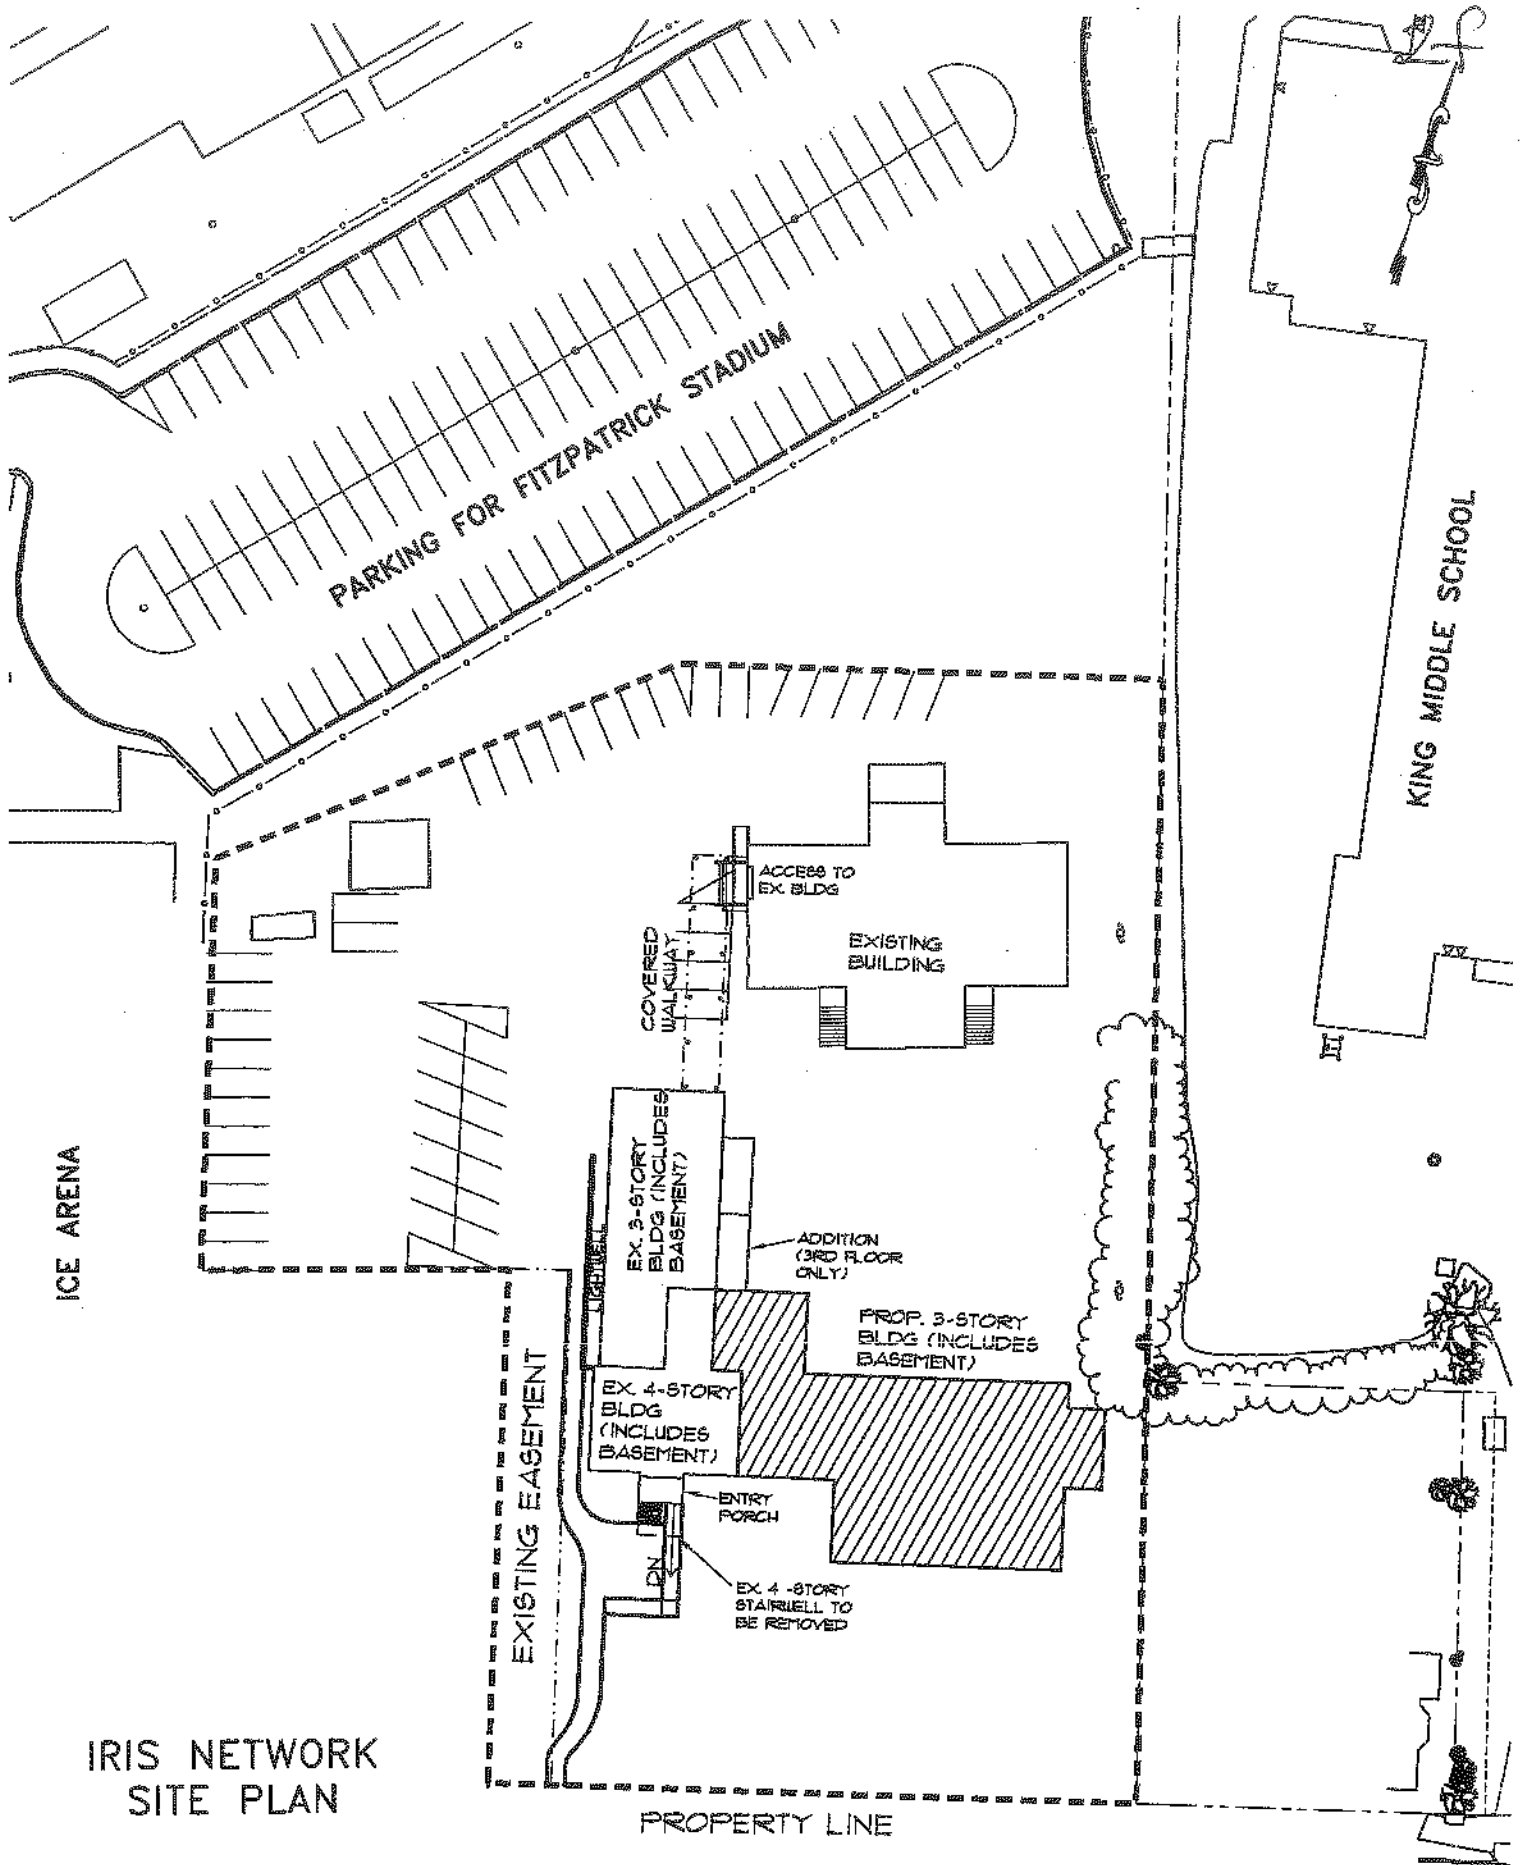 PARKING FOR FITZPATRICK STADIUM
KING MIDDLE SCHOOL
ACCESS TO
EX. BLDG
EXISTING
BUILDING
COVERED
WALKWAY
EX. 3-STORY
BLDG (INCLUDES
BASEMENT)
ICE ARENA
LIGHTWELL
ADDITION
(3RD FLOOR
ONLY)
PROP. 3-STORY
BLDG (INCLUDES
BASEMENT)
EX. 4-STORY
BLDG
(INCLUDES
BASEMENT)
EXISTING EASEMENT
ENTRY
PORCH
DN
EX. 4 -STORY
STAIRWELL TO
BE REMOVED
IRIS NETWORK
SITE PLAN
PROPERTY LINE